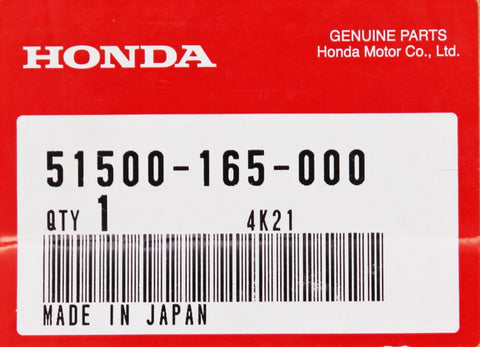 HONDA
GENUINE PARTS
Honda Motor Co., Ltd.
51500-165-000
QTY 1 4K21
MADE IN JAPAN